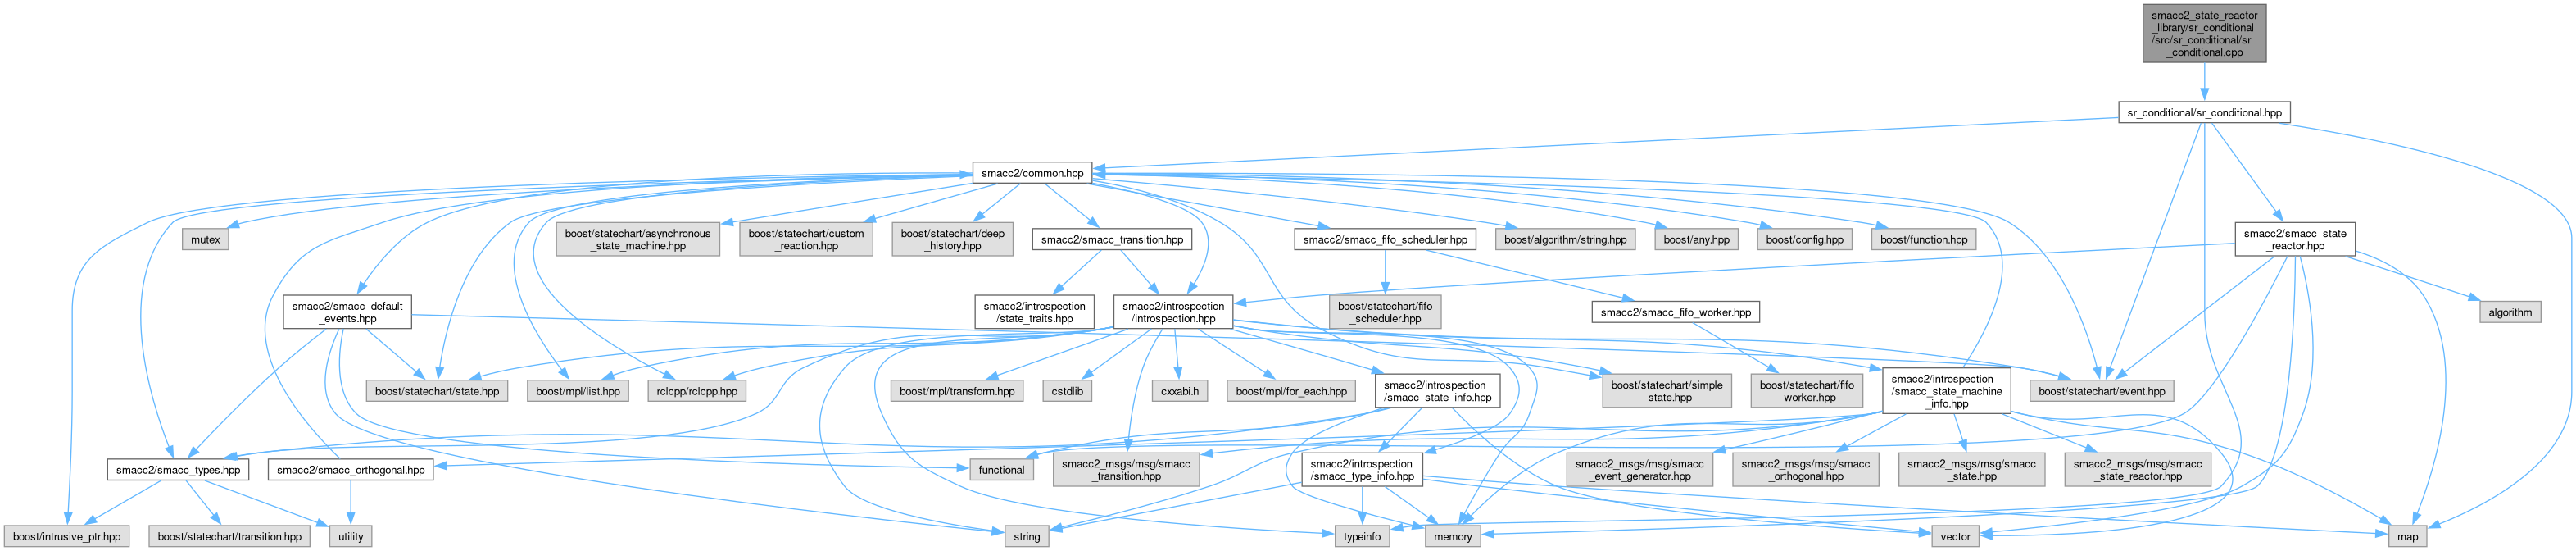 smacc2_state_reactor
_library/sr_conditional
/src/sr_conditional/sr
_conditional.cpp
sr_conditional/sr_conditional.hpp
smacc2/common.hpp
mutex
boost/statechart/asynchronous
_state_machine.hpp
boost/statechart/custom
_reaction.hpp
boost/statechart/deep
_history.hpp
smacc2/smacc_transition.hpp
smacc2/smacc_fifo_scheduler.hpp
boost/algorithm/string.hpp
boost/any.hpp
boost/config.hpp
boost/function.hpp
smacc2/smacc_state
_reactor.hpp
smacc2/smacc_default
_events.hpp
smacc2/introspection
/state_traits.hpp
smacc2/introspection
/introspection.hpp
boost/statechart/fifo
_scheduler.hpp
smacc2/smacc_fifo_worker.hpp
algorithm
boost/statechart/state.hpp
boost/mpl/list.hpp
rclcpp/rclcpp.hpp
boost/mpl/transform.hpp
cstdlib
cxxabi.h
boost/mpl/for_each.hpp
smacc2/introspection
/smacc_state_info.hpp
boost/statechart/simple
_state.hpp
boost/statechart/fifo
_worker.hpp
smacc2/introspection
/smacc_state_machine
_info.hpp
boost/statechart/event.hpp
smacc2/smacc_types.hpp
smacc2/smacc_orthogonal.hpp
functional
smacc2_msgs/msg/smacc
_transition.hpp
smacc2/introspection
/smacc_type_info.hpp
smacc2_msgs/msg/smacc
_event_generator.hpp
smacc2_msgs/msg/smacc
_orthogonal.hpp
smacc2_msgs/msg/smacc
_state.hpp
smacc2_msgs/msg/smacc
_state_reactor.hpp
boost/intrusive_ptr.hpp
boost/statechart/transition.hpp
utility
string
typeinfo
memory
vector
map